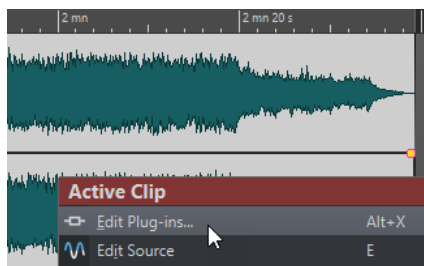 2 mn
2 mn 20 s
Active Clip
Edit Plug-ins... Alt+X
Edit Source E